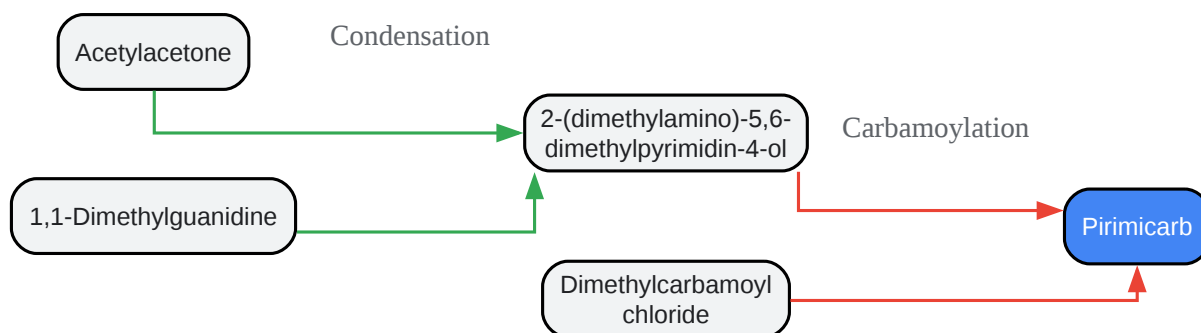 Condensation
Acetylacetone
2-(dimethylamino)-5,6-
dimethylpyrimidin-4-ol
Carbamoylation
1,1-Dimethylguanidine
Pirimicarb
Dimethylcarbamoyl
chloride